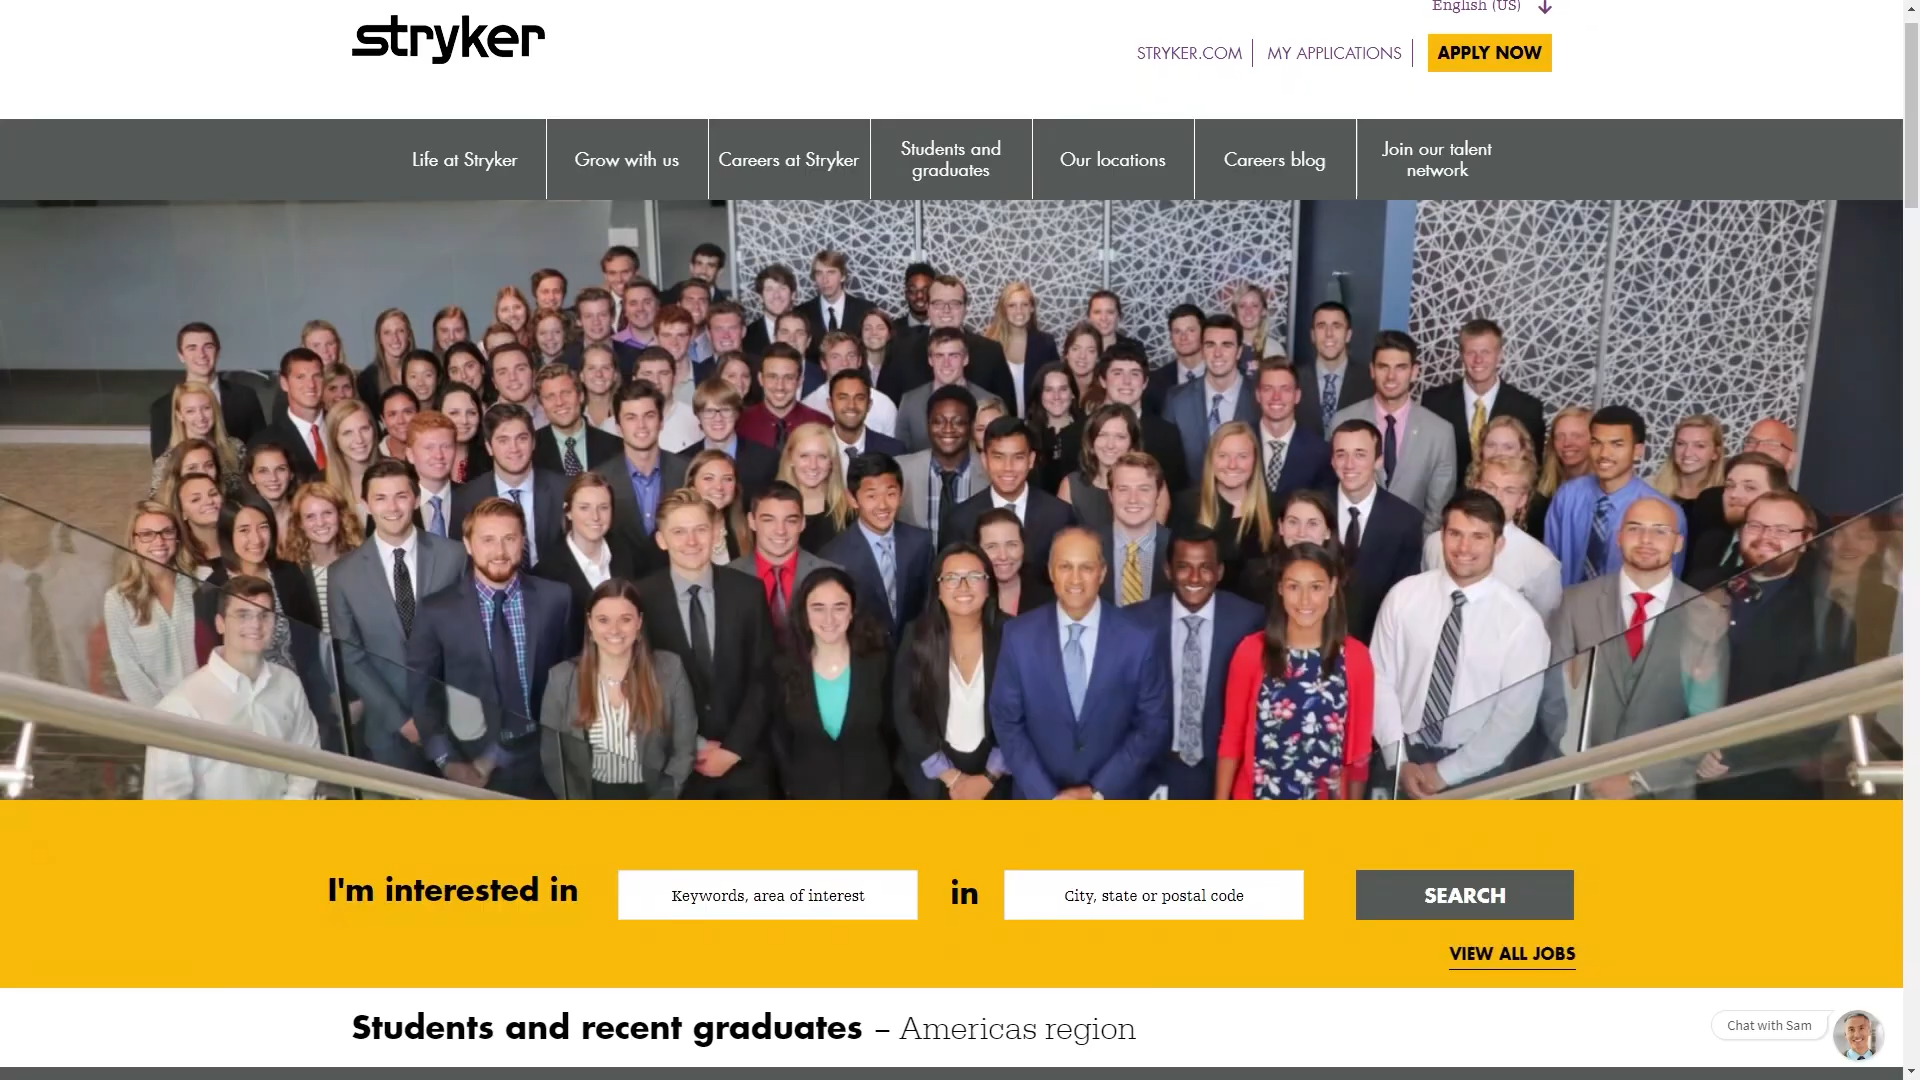 English (US)
stryker
STRYKER.COM
MY APPLICATIONS
APPLY NOW
Life at Stryker
Grow with us
Careers at Stryker
Students and
graduates
Our locations
Careers blog
Join our talent
network
I'm interested in
Keywords, area of interest
in
City, state or postal code
SEARCH
VIEW ALL JOBS
Students and recent graduates – Americas region
Chat with Sam